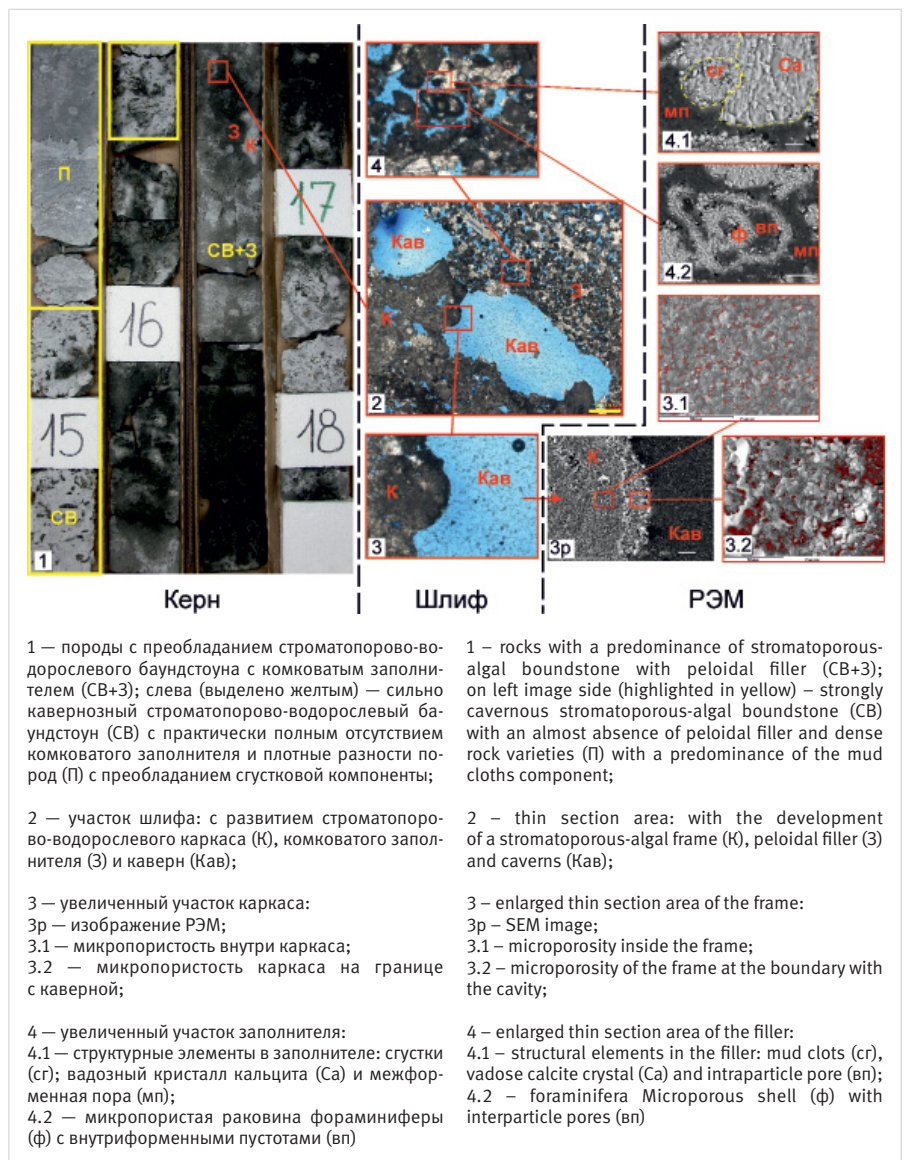 П
СВ
15
1
16
З
К
СВ+З
17
18
4
Кав
К
З
Кав
2
К
Кав
3
сг
Ca
мп
4.1
ф
вп
мп
4.2
3.1
К
Кав
3р
3.2
Керн
Шлиф
РЭМ
1 — породы с преобладанием строматопорово-во-
дорослевого баундстоуна с комковатым заполни-
телем (СВ+З); слева (выделено желтым) — сильно
кавернозный строматопорово-водорослевый ба-
ундстоун (СВ) с практически полным отсутствием
комковатого заполнителя и плотные разности по-
род (П) с преобладанием сгустковой компоненты;
2 — участок шлифа: с развитием строматопоро-
во-водорослевого каркаса (К), комковатого запол-
нителя (З) и каверн (Кав);
3 — увеличенный участок каркаса:
3р — изображение РЭМ;
3.1 — микропористость внутри каркаса;
3.2 — микропористость каркаса на границе
с каверной;
4 — увеличенный участок заполнителя:
4.1 — структурные элементы в заполнителе: сгустки
(сг); вадозный кристалл кальцита (Ca) и межфор-
менная пора (мп);
4.2 — микропористая раковина фораминиферы
(ф) с внутриформенными пустотами (вп)
1 – rocks with a predominance of stromatoporous-
algal boundstone with peloidal filler (СВ+З);
on left image side (highlighted in yellow) – strongly
cavernous stromatoporous-algal boundstone (СВ)
with an almost absence of peloidal filler and dense
rock varieties (П) with a predominance of the mud
cloths component;
2 – thin section area: with the development
of a stromatoporous-algal frame (К), peloidal filler (З)
and caverns (Кав);
3 – enlarged thin section area of the frame:
3р – SEM image;
3.1 – microporosity inside the frame;
3.2 – microporosity of the frame at the boundary with
the cavity;
4 – enlarged thin section area of the filler:
4.1 – structural elements in the filler: mud clots (сг),
vadose calcite crystal (Ca) and intraparticle pore (вп);
4.2 – foraminifera Microporous shell (ф) with
interparticle pores (вп)